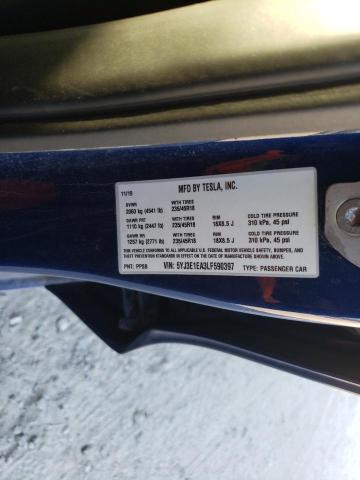 11/19 MFD BY TESLA, INC.
GVWR WITH TIRES RIM COLD TIRE PRESSURE
2060 kg (4541 lb) 235/45R18
GAWR FRT WITH TIRES RIM COLD TIRE PRESSURE
1110 kg (2447 lb) 235/45R18 18X8.5 J 310 kPa, 45 psi
GAWR RR WITH TIRES RIM COLD TIRE PRESSURE
1257 kg (2771 lb) 235/45R18 18X8.5 J 310 kPa, 45 psi
THIS VEHICLE CONFORMS TO ALL APPLICABLE U.S. FEDERAL MOTOR VEHICLE SAFETY, BUMPER, AND
THEFT PREVENTION STANDARDS IN EFFECT ON THE DATE OF MANUFACTURE SHOWN ABOVE.
PNT: PPSB VIN: 5YJ3E1EA3LF590397 TYPE: PASSENGER CAR